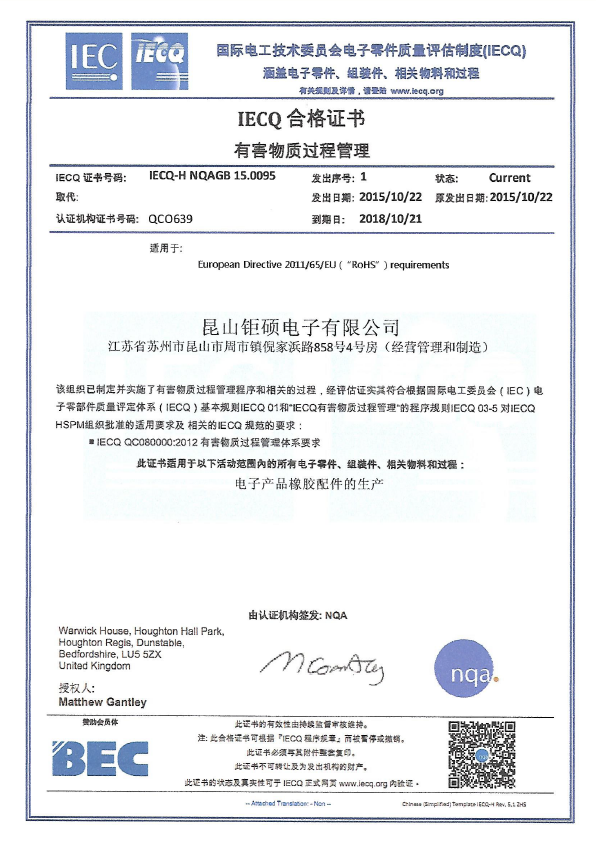 IEC
IECQ
国际电工技术委员会电子零件质量评估制度(IECQ)
涵盖电子零件、组装件、相关物料和过程
有关规则及详情，请登陆 www.iecq.org
IECQ 合格证书
有害物质过程管理
IECQ 证书号码: IECQ-H NQAGB 15.0095 发出序号: 1 状态: Current
取代: 发出日期: 2015/10/22 原发出日期: 2015/10/22
认证机构证书号码: QCO639 到期日: 2018/10/21
适用于:
European Directive 2011/65/EU (“RoHS”) requirements
昆山钜硕电子有限公司
江苏省苏州市昆山市周市镇倪家浜路858号4号房（经营管理和制造）
该组织已制定并实施了有害物质过程管理程序和相关的过程，经评估证实其符合根据国际电工委员会（IEC）电
子零部件质量评定体系（IECQ）基本规则IECQ 01和“IECQ有害物质过程管理”的程序规则IECQ 03-5 对IECQ
HSPM组织批准的适用要求及 相关的IECQ 规范的要求：
■ IECQ QC080000:2012 有害物质过程管理体系要求
此证书适用于以下活动范围内的所有电子零件、组装件、相关物料和过程：
电子产品橡胶配件的生产
由认证机构签发: NQA
Warwick House, Houghton Hall Park,
Houghton Regis, Dunstable,
Bedfordshire, LU5 5ZX
United Kingdom
nqa.
授权人:
Matthew Gantley
赞助会员体
BEC
此证书的有效性由持续监督审核维持。
注: 此合格证书可根据『IECQ 程序规章』而被暂停或撤销。
此证书必须与其附件整套复印。
此证书不可转让及为发出机构的财产。
此证书的状态及真实性可于 IECQ 正式网页 www.iecq.org 内验证。
-- Attached Translation: - Non --
Chinese (Simplified) Template IECQ-H Rev. 5.1 ZHS